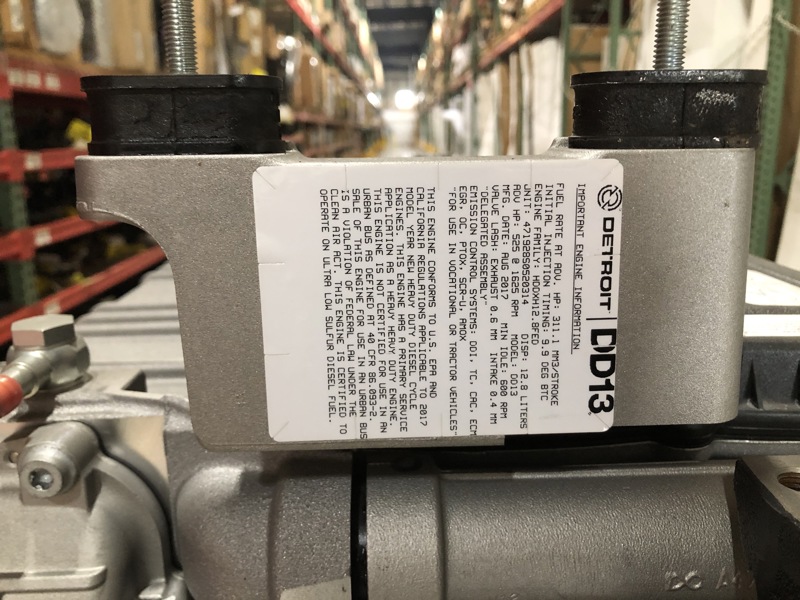 DETROIT DD13
IMPORTANT ENGINE INFORMATION
FUEL RATE AT ADV HP: 311.1 MM3/STROKE
INITIAL INJECTION TIMING: 9.9 DEG BTC
ENGINE FAMILY: HDDXH12.8FED
UNIT: 471928S0520314 DISP: 12.8 LITERS
ADV HP: 525 @ 1625 RPM MODEL: DD13
MFG. DATE: AUG 2017 MIN IDLE: 600 RPM
VALVE LASH: EXHAUST 0.6 MM INTAKE 0.4 MM
"DELEGATED ASSEMBLY"
EMISSION CONTROL SYSTEMS: DDI, TC, CAC, ECM
EGR, OC, PTOX, SCR-U, AMOX
"FOR USE IN VOCATIONAL OR TRACTOR VEHICLES"
THIS ENGINE CONFORMS TO U.S. EPA AND
CALIFORNIA REGULATIONS APPLICABLE TO 2017
MODEL YEAR NEW HEAVY DUTY DIESEL CYCLE
ENGINES. THIS ENGINE HAS A PRIMARY SERVICE
APPLICATION AS A HEAVY HEAVY DUTY ENGINE.
THIS ENGINE IS NOT CERTIFIED FOR USE IN AN
URBAN BUS AS DEFINED AT 40 CFR 86.093-2.
SALE OF THIS ENGINE FOR USE IN AN URBAN BUS
IS A VIOLATION OF FEDERAL LAW UNDER THE
CLEAN AIR ACT. THIS ENGINE IS CERTIFIED TO
OPERATE ON ULTRA LOW SULFUR DIESEL FUEL.